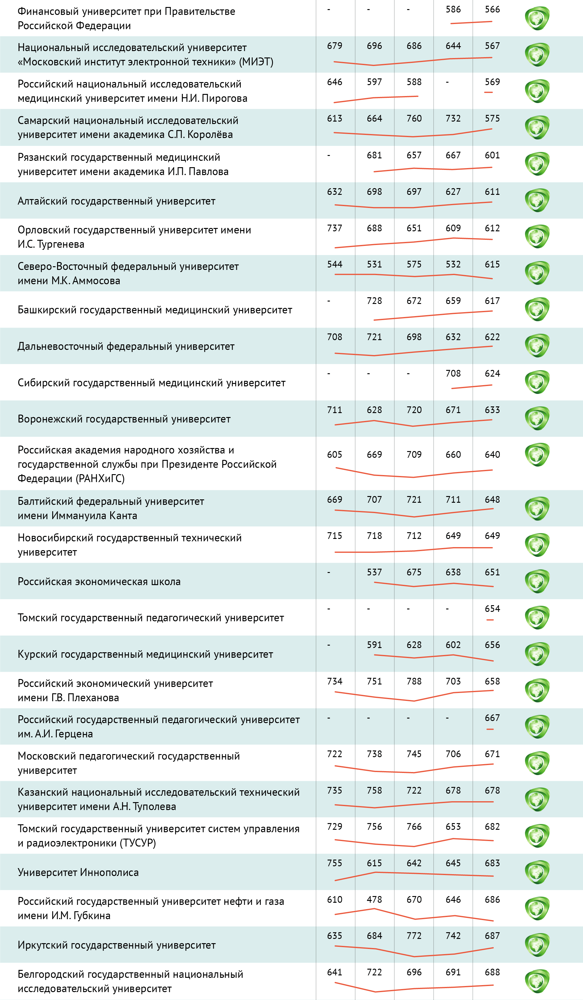 Финансовый университет при Правительстве
Российской Федерации
- - - 586 566
Национальный исследовательский университет
«Московский институт электронной техники» (МИЭТ)
679 696 686 644 567
Российский национальный исследовательский
медицинский университет имени Н.И. Пирогова
646 597 588 - 569
Самарский национальный исследовательский
университет имени академика С.П. Королёва
613 664 760 732 575
Рязанский государственный медицинский
университет имени академика И.П. Павлова
- 681 657 667 601
Алтайский государственный университет
632 698 697 627 611
Орловский государственный университет имени
И.С. Тургенева
737 688 651 609 612
Северо-Восточный федеральный университет
имени М.К. Аммосова
544 531 575 532 615
Башкирский государственный медицинский университет
- 728 672 659 617
Дальневосточный федеральный университет
708 721 698 632 622
Сибирский государственный медицинский университет
- - - 708 624
Воронежский государственный университет
711 628 720 671 633
Российская академия народного хозяйства и
государственной службы при Президенте Российской
Федерации (РАНХиГС)
605 669 709 660 640
Балтийский федеральный университет
имени Иммануила Канта
669 707 721 711 648
Новосибирский государственный технический
университет
715 718 712 649 649
Российская экономическая школа
- 537 675 638 651
Томский государственный педагогический университет
- - - - 654
Курский государственный медицинский университет
- 591 628 602 656
Российский экономический университет
имени Г.В. Плеханова
734 751 788 703 658
Российский государственный педагогический университет
им. А.И. Герцена
- - - - 667
Московский педагогический государственный
университет
722 738 745 706 671
Казанский национальный исследовательский технический
университет имени А.Н. Туполева
735 758 722 678 678
Томский государственный университет систем управления
и радиоэлектроники (ТУСУР)
729 756 766 653 682
Университет Иннополиса
755 615 642 645 683
Российский государственный университет нефти и газа
имени И.М. Губкина
610 478 670 646 686
Иркутский государственный университет
635 684 772 742 687
Белгородский государственный национальный
исследовательский университет
641 722 696 691 688